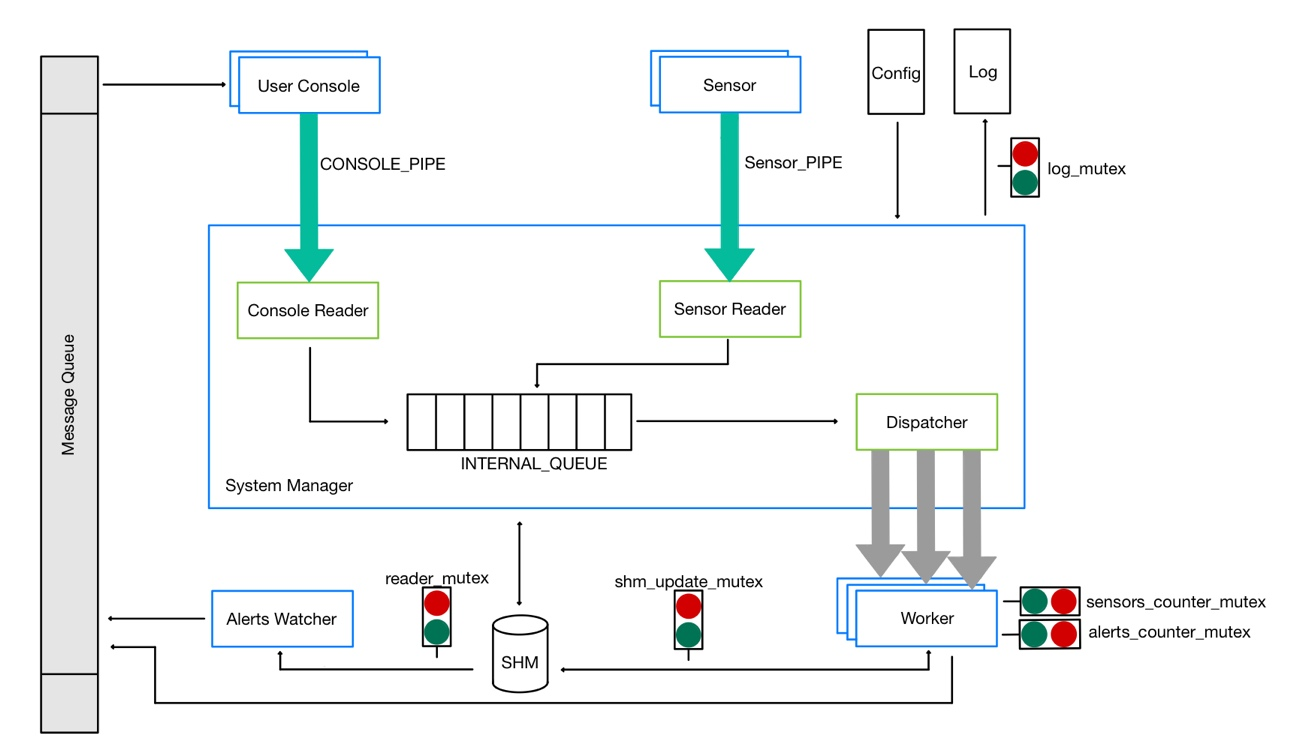 User Console
Sensor
Config
Log
CONSOLE_PIPE
Sensor_PIPE
log_mutex
Console Reader
Sensor Reader
Message Queue
Dispatcher
INTERNAL_QUEUE
System Manager
reader_mutex
shm_update_mutex
Alerts Watcher
SHM
Worker
sensors_counter_mutex
alerts_counter_mutex